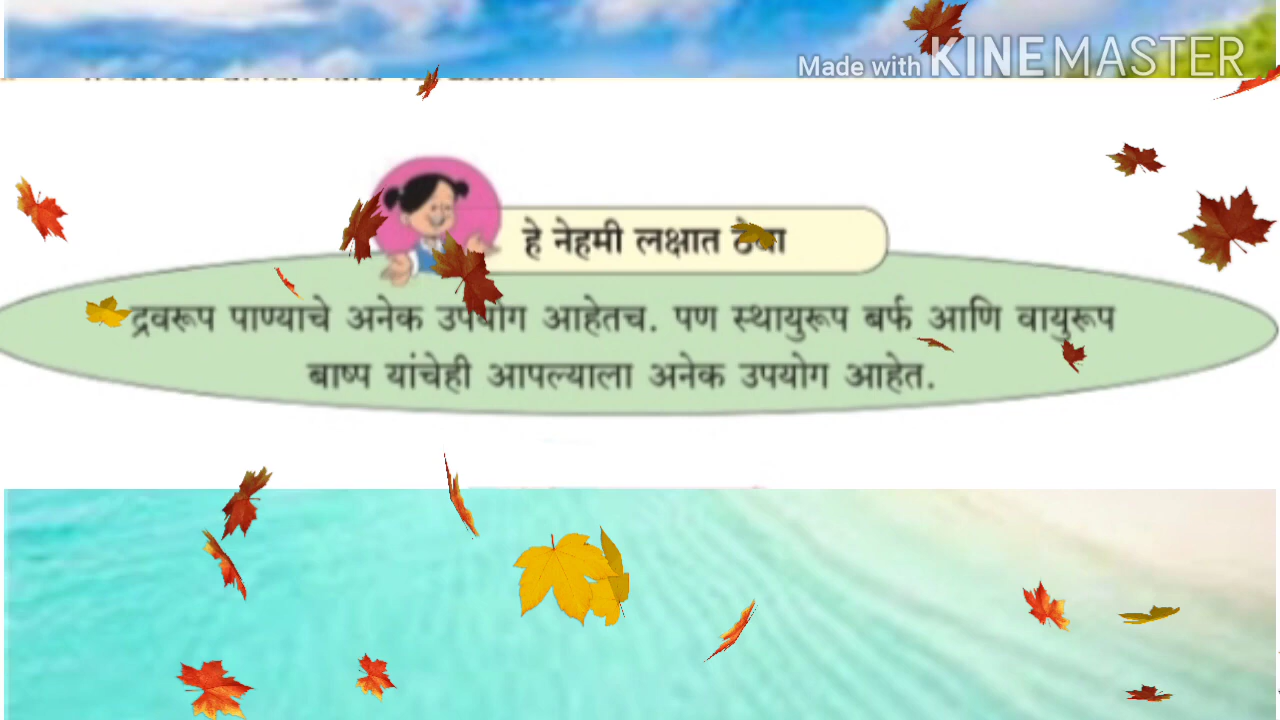 Made with KINEMASTER
हे नेहमी लक्षात ठेवा
द्रवरूप पाण्याचे अनेक उपयोग आहेतच. पण स्थायुरूप बर्फ आणि वायुरूप
बाष्प यांचेही आपल्याला अनेक उपयोग आहेत.